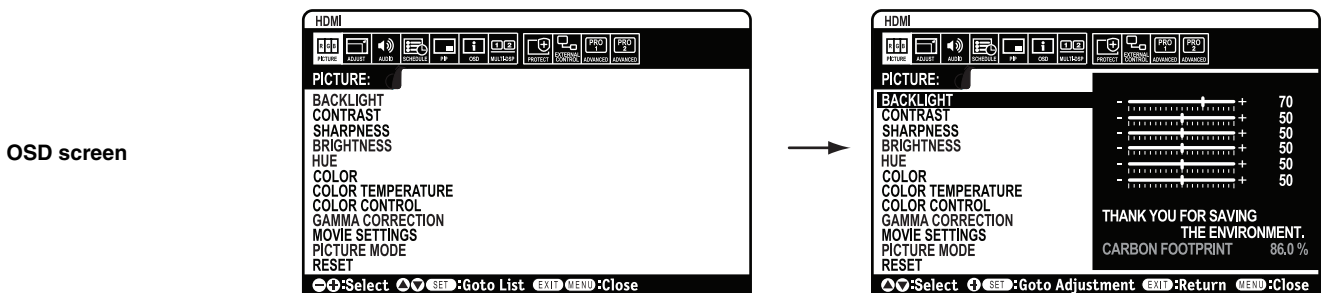 OSD screen
HDMI
R G B
1 2
PRO 1
PRO 2
PICTURE ADJUST AUDIO SCHEDULE PIP OSD MULTI-DSP PROTECT EXTERNAL CONTROL ADVANCED ADVANCED
PICTURE:
BACKLIGHT
CONTRAST
SHARPNESS
BRIGHTNESS
HUE
COLOR
COLOR TEMPERATURE
COLOR CONTROL
GAMMA CORRECTION
MOVIE SETTINGS
PICTURE MODE
RESET
:Select SET:Goto List EXIT MENU:Close
HDMI
R G B
1 2
PRO 1
PRO 2
PICTURE ADJUST AUDIO SCHEDULE PIP OSD MULTI-DSP PROTECT EXTERNAL CONTROL ADVANCED ADVANCED
PICTURE:
BACKLIGHT - + 70
CONTRAST - + 50
SHARPNESS - + 50
BRIGHTNESS - + 50
HUE - + 50
COLOR - + 50
COLOR TEMPERATURE
COLOR CONTROL
GAMMA CORRECTION
MOVIE SETTINGS
PICTURE MODE
RESET
THANK YOU FOR SAVING
THE ENVIRONMENT.
CARBON FOOTPRINT 86.0 %
:Select SET:Goto Adjustment EXIT:Return MENU:Close